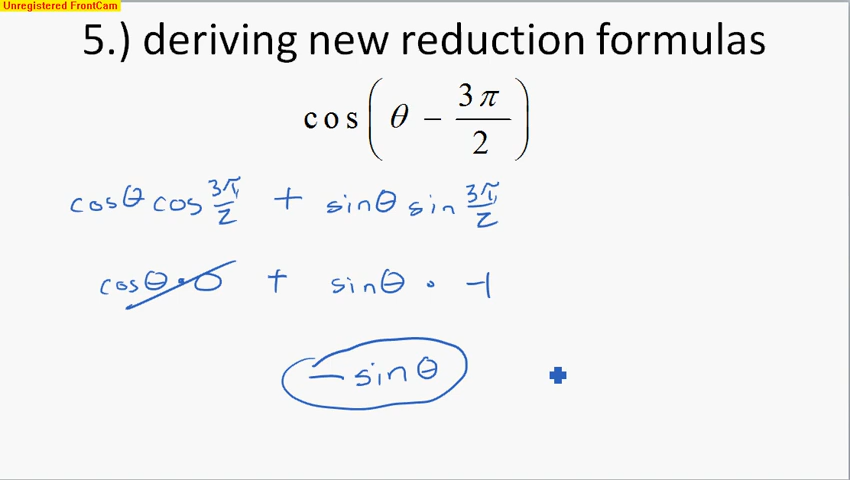 Unregistered FrontCam
5.) deriving new reduction formulas
cos(θ − 3π/2)
cosθ cos 3π/2 + sinθ sin 3π/2
cosθ · 0 + sinθ · −1
− sinθ